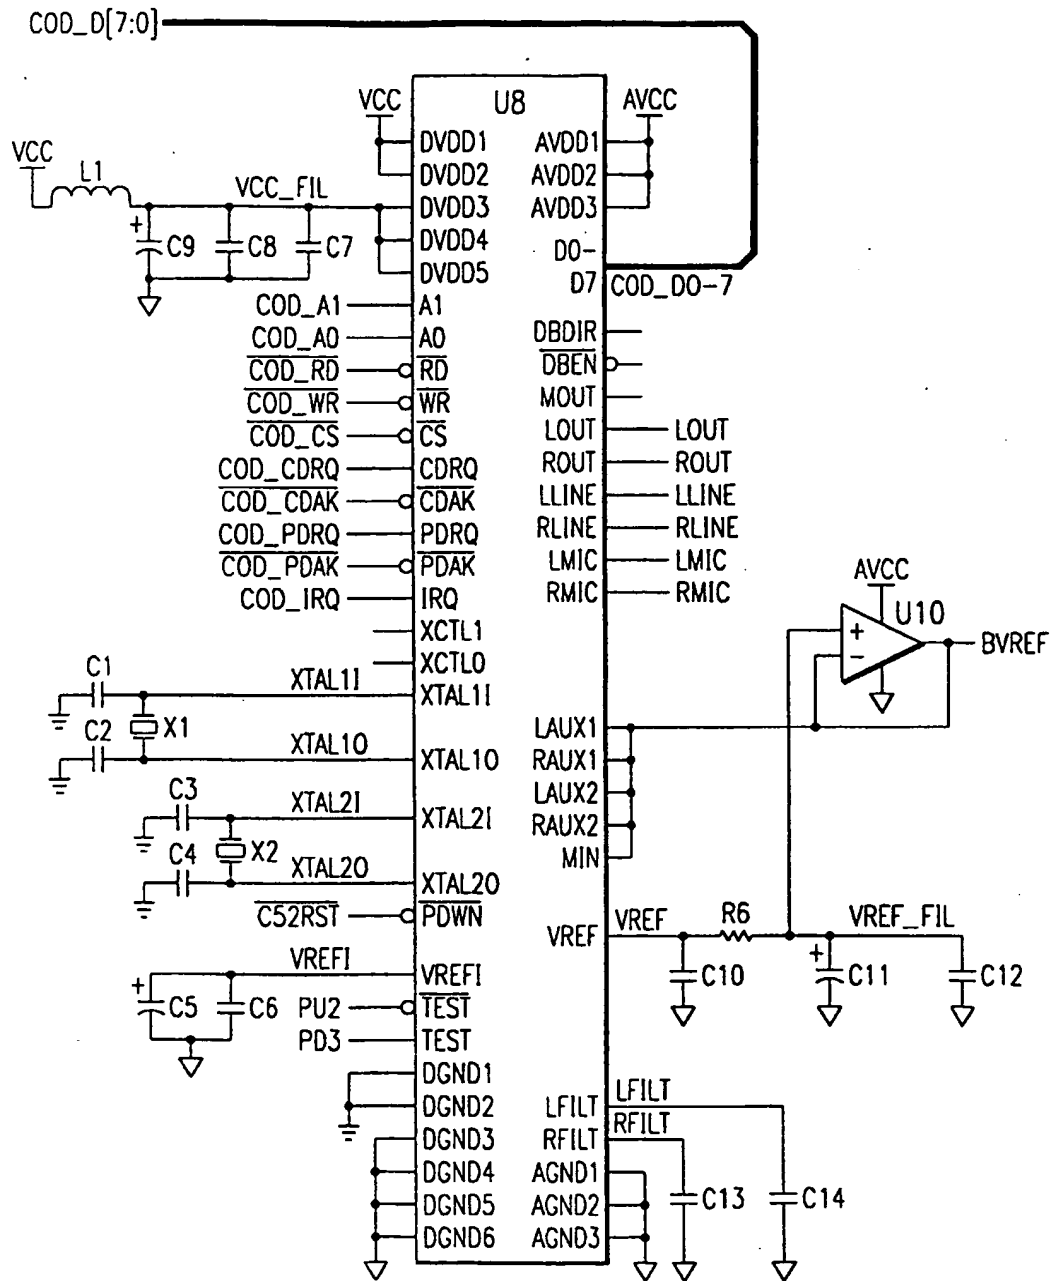 COD_D[7:0]
U8
VCC
AVCC
DVDD1
AVDD1
VCC
L1
DVDD2
AVDD2
VCC_FIL
DVDD3
AVDD3
+
C9
C8
C7
DVDD4
D0-
DVDD5
D7
COD_D0-7
COD_A1
A1
COD_A0
A0
DBDIR
COD_RD
RD
DBEN
COD_WR
WR
MOUT
COD_CS
CS
LOUT
LOUT
COD_CDRQ
CDRQ
ROUT
ROUT
COD_CDAK
CDAK
LLINE
LLINE
COD_PDRQ
PDRQ
RLINE
RLINE
COD_PDAK
PDAK
LMIC
LMIC
COD_IRQ
IRQ
RMIC
RMIC
AVCC
U10
XCTL1
+
-
BVREF
XCTL0
C1
XTAL1I
XTAL1I
X1
LAUX1
C2
XTAL1O
XTAL1O
RAUX1
C3
XTAL2I
LAUX2
XTAL2I
RAUX2
C4
X2
MIN
XTAL2O
XTAL2O
C52RST
PDWN
VREF
VREF
R6
VREF_FIL
VREFI
VREFI
C10
+
C11
C12
+
C5
C6
PU2
TEST
PD3
TEST
DGND1
DGND2
LFILT
LFILT
DGND3
RFILT
RFILT
DGND4
AGND1
C13
C14
DGND5
AGND2
DGND6
AGND3